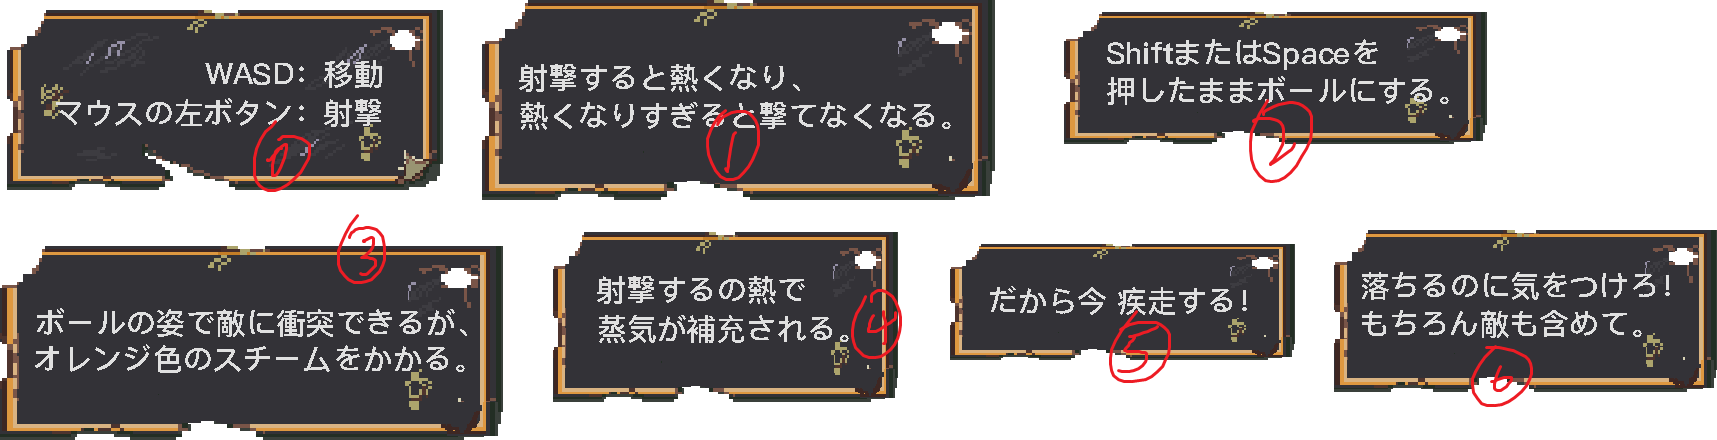 WASD：移動
マウスの左ボタン：射撃
0
射撃すると熱くなり、
熱くなりすぎると撃てなくなる。
1
ShiftまたはSpaceを
押したままボールにする。
2
3
ボールの姿で敵に衝突できるが、
オレンジ色のスチームをかかる。
射撃するの熱で
蒸気が補充される。
4
だから今 疾走する！
5
落ちるのに気をつけろ！
もちろん敵も含めて。
6